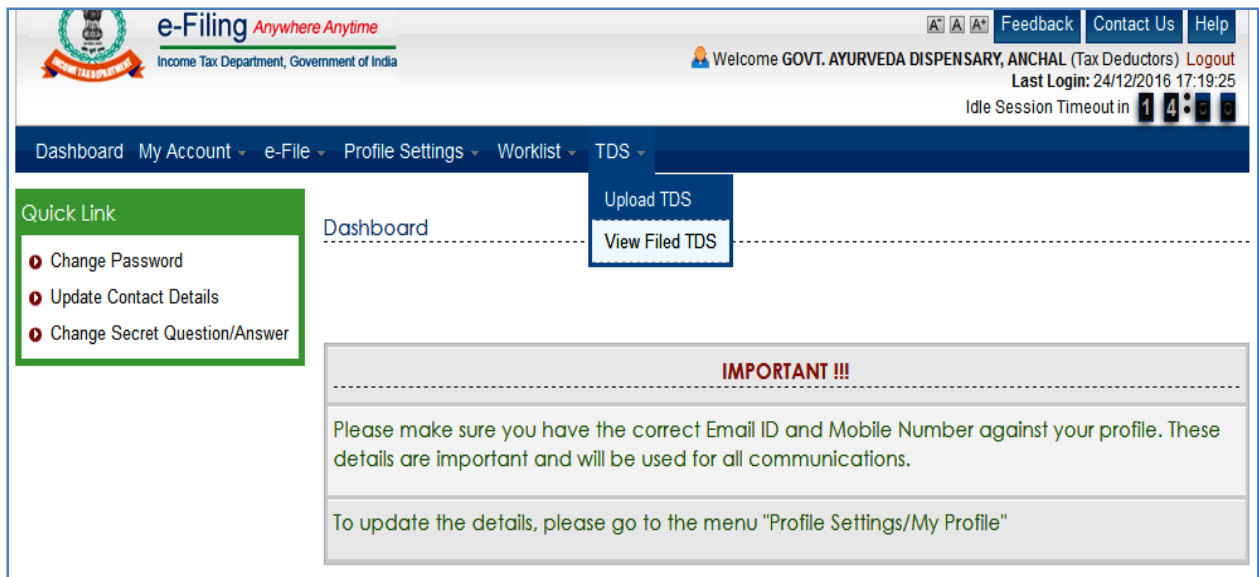 e-Filing Anywhere Anytime
Income Tax Department, Government of India
A- A A+ Feedback Contact Us Help
Welcome GOVT. AYURVEDA DISPENSARY, ANCHAL (Tax Deductors) Logout
Last Login: 24/12/2016 17:19:25
Idle Session Timeout in 1 4 :
Dashboard My Account e-File Profile Settings Worklist TDS
Upload TDS
View Filed TDS
Quick Link
Change Password
Update Contact Details
Change Secret Question/Answer
Dashboard
IMPORTANT !!!
Please make sure you have the correct Email ID and Mobile Number against your profile. These
details are important and will be used for all communications.
To update the details, please go to the menu "Profile Settings/My Profile"